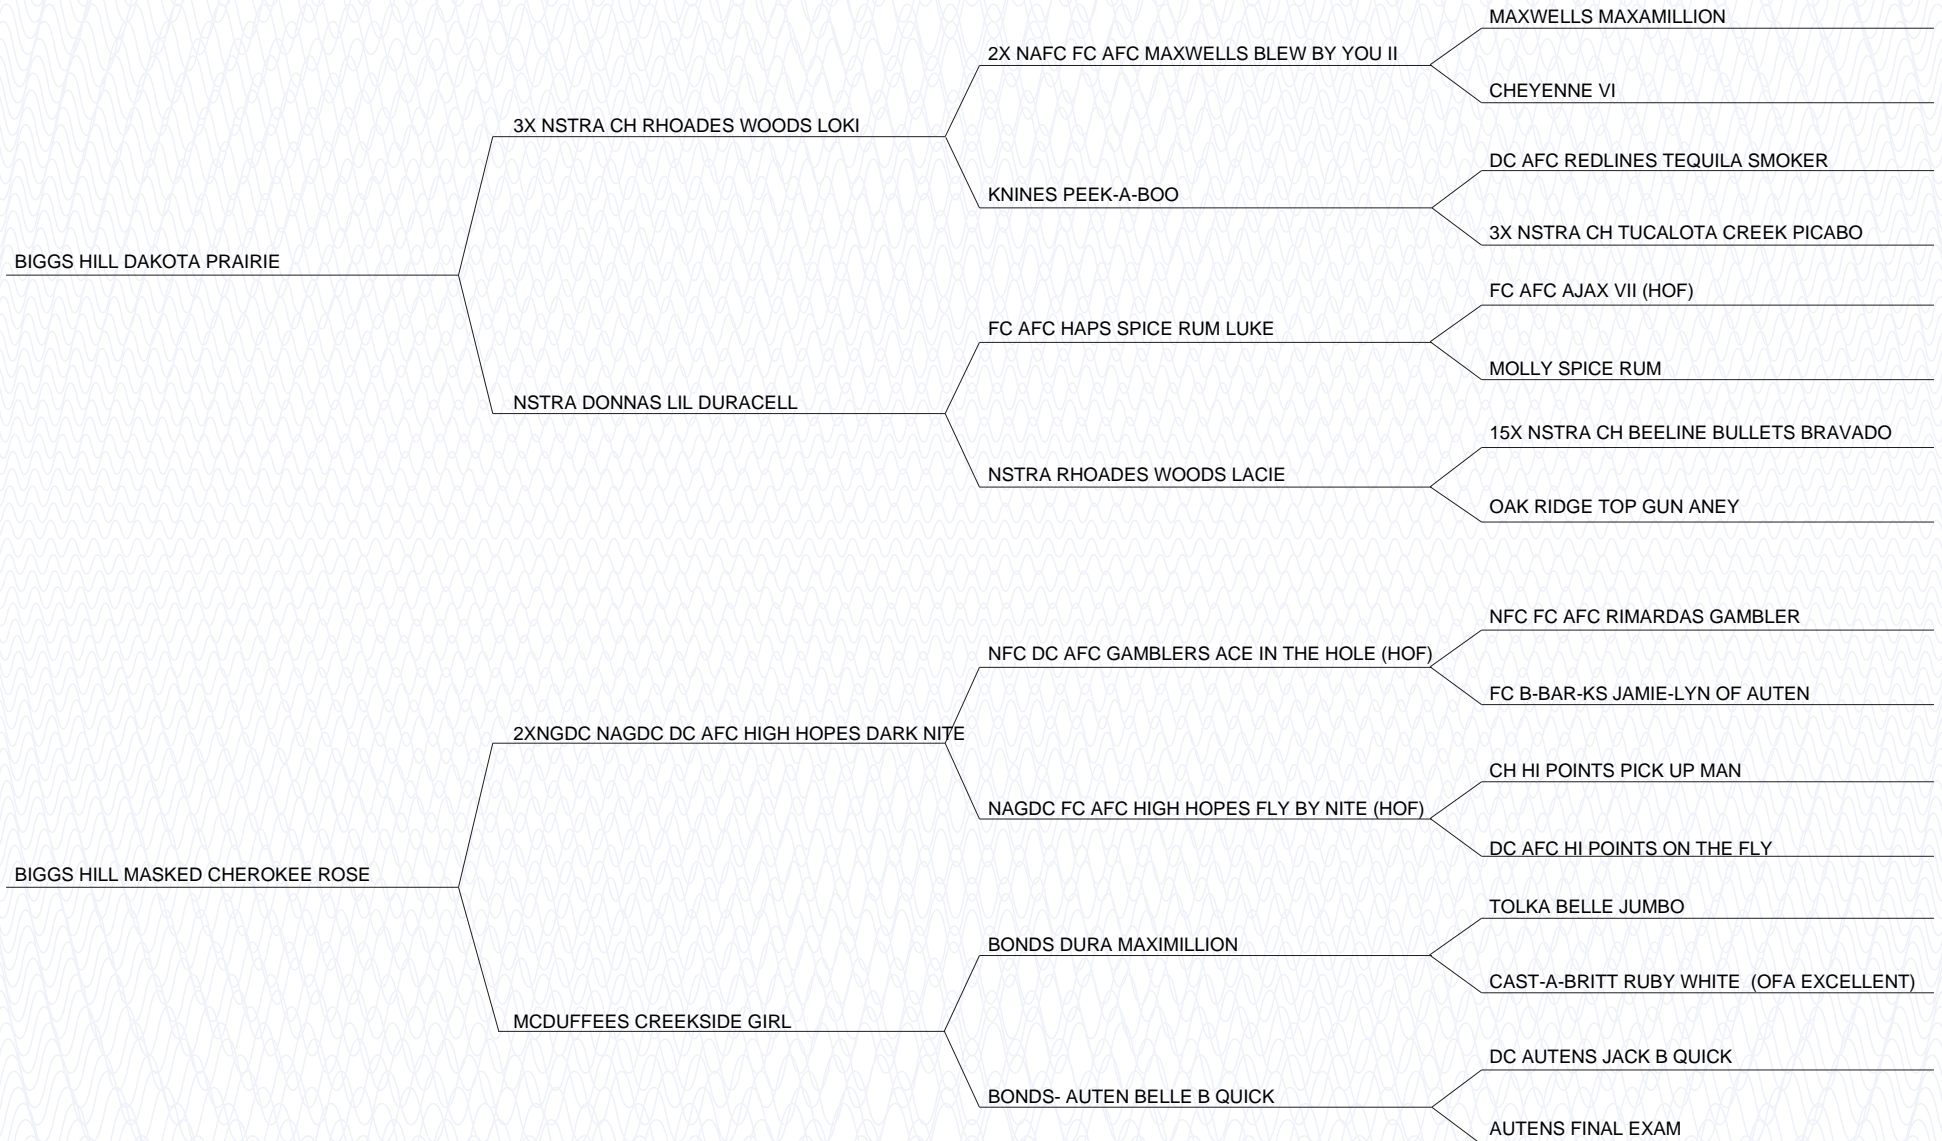 MAXWELLS MAXAMILLION
2X NAFC FC AFC MAXWELLS BLEW BY YOU II
CHEYENNE VI
3X NSTRA CH RHOADES WOODS LOKI
DC AFC REDLINES TEQUILA SMOKER
KNINES PEEK-A-BOO
3X NSTRA CH TUCALOTA CREEK PICABO
BIGGS HILL DAKOTA PRAIRIE
FC AFC AJAX VII (HOF)
FC AFC HAPS SPICE RUM LUKE
MOLLY SPICE RUM
NSTRA DONNAS LIL DURACELL
15X NSTRA CH BEELINE BULLETS BRAVADO
NSTRA RHOADES WOODS LACIE
OAK RIDGE TOP GUN ANEY
NFC FC AFC RIMARDAS GAMBLER
NFC DC AFC GAMBLERS ACE IN THE HOLE (HOF)
FC B-BAR-KS JAMIE-LYN OF AUTEN
2XNGDC NAGDC DC AFC HIGH HOPES DARK NITE
CH HI POINTS PICK UP MAN
NAGDC FC AFC HIGH HOPES FLY BY NITE (HOF)
DC AFC HI POINTS ON THE FLY
BIGGS HILL MASKED CHEROKEE ROSE
TOLKA BELLE JUMBO
BONDS DURA MAXIMILLION
CAST-A-BRITT RUBY WHITE  (OFA EXCELLENT)
MCDUFFEES CREEKSIDE GIRL
DC AUTENS JACK B QUICK
BONDS- AUTEN BELLE B QUICK
AUTENS FINAL EXAM